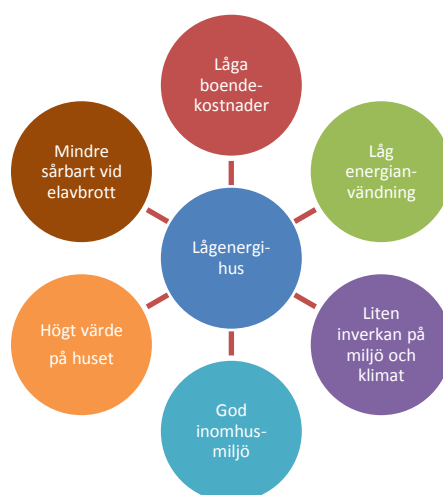 Låga
boende-
kostnader
Mindre
sårbart vid
elavbrott
Låg
energian-
vändning
Lågenergi-
hus
Högt värde
på huset
Liten
inverkan på
miljö och
klimat
God
inomhus-
miljö